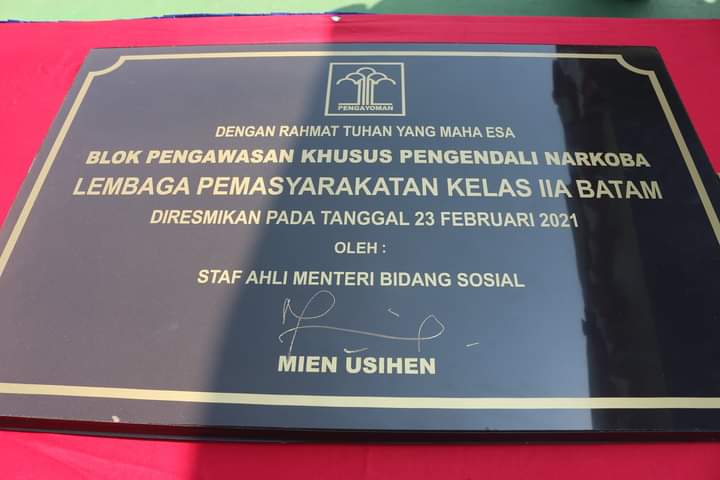 PENGAYOMAN
DENGAN RAHMAT TUHAN YANG MAHA ESA
BLOK PENGAWASAN KHUSUS PENGENDALI NARKOBA
LEMBAGA PEMASYARAKATAN KELAS IIA BATAM
DIRESMIKAN PADA TANGGAL 23 FEBRUARI 2021
OLEH :
STAF AHLI MENTERI BIDANG SOSIAL
MIEN USIHEN